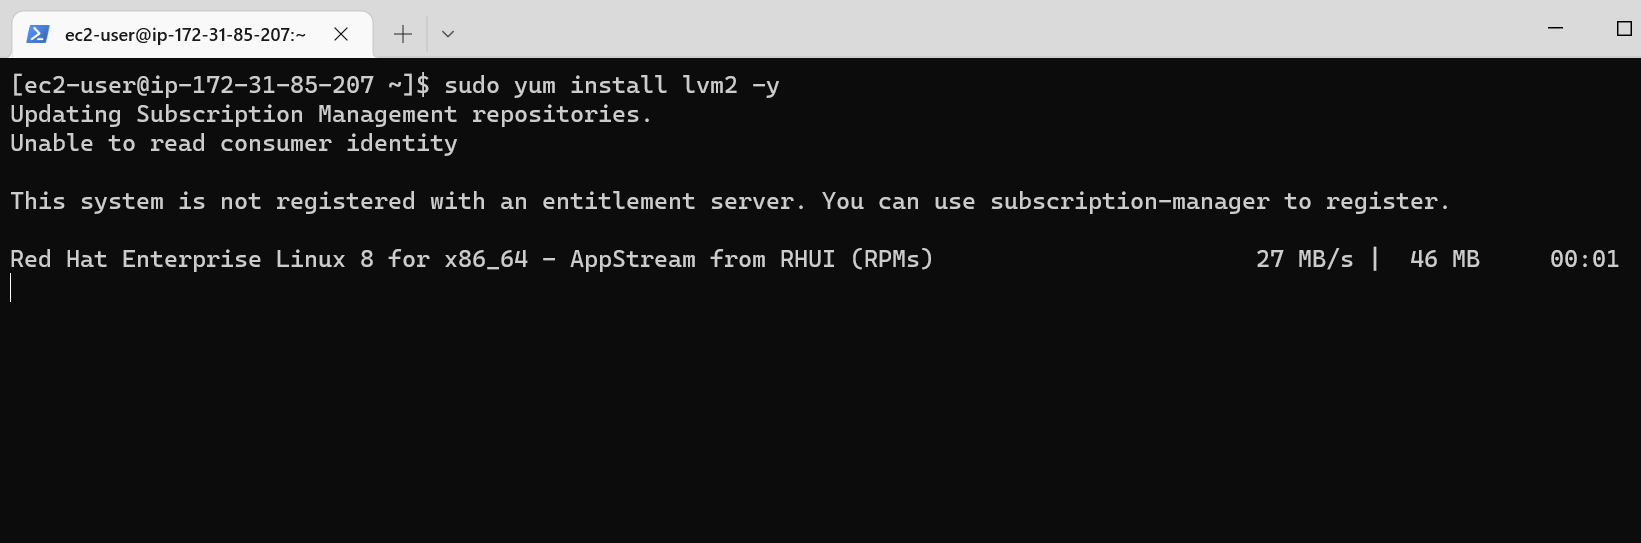 ec2-user@ip-172-31-85-207:~
[ec2-user@ip-172-31-85-207 ~]$ sudo yum install lvm2 -y
Updating Subscription Management repositories.
Unable to read consumer identity
This system is not registered with an entitlement server. You can use subscription-manager to register.
Red Hat Enterprise Linux 8 for x86_64 - AppStream from RHUI (RPMs) 27 MB/s | 46 MB 00:01